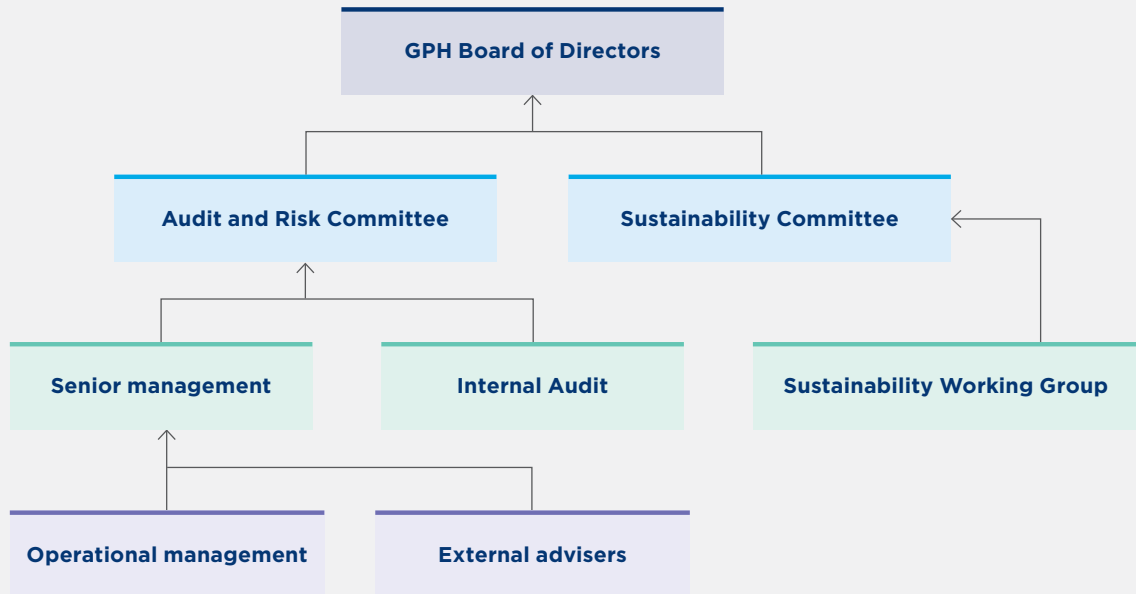 GPH Board of Directors
Audit and Risk Committee
Sustainability Committee
Senior management
Internal Audit
Sustainability Working Group
Operational management
External advisers